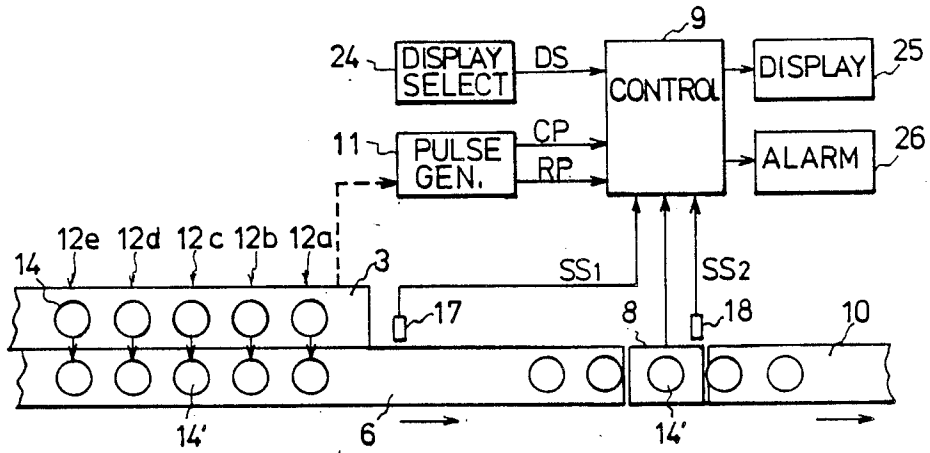 9
24 DISPLAY SELECT DS CONTROL DISPLAY 25
11 PULSE GEN. CP RP ALARM 26
12e 12d 12c 12b 12a
14 3 SS1 SS2
17 8 18 10
14' 6 14'